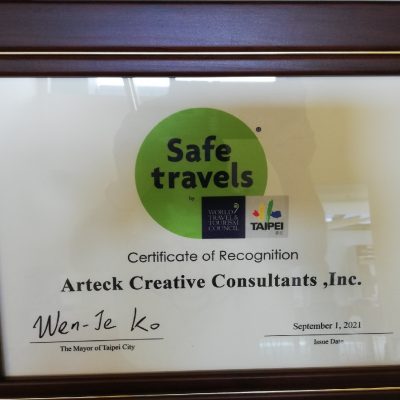 Safe
travels
by
WORLD
TRAVEL &
TOURISM
COUNCIL
TAIPEI
Certificate of Recognition
Arteck Creative Consultants ,Inc.
Wen-Je Ko
The Mayor of Taipei City
September 1, 2021
Issue Date